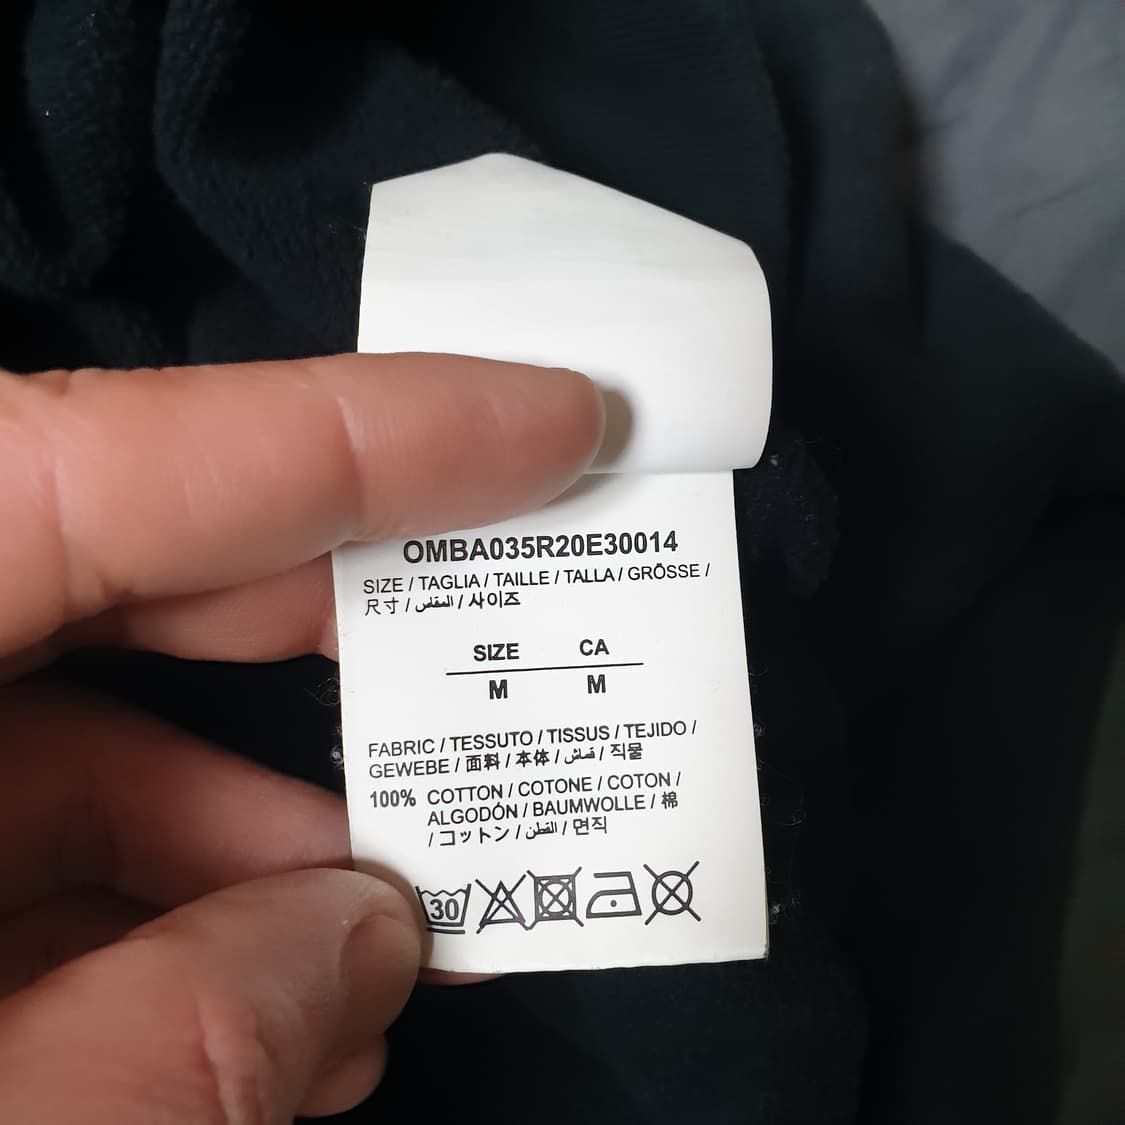 OMBA035R20E30014
SIZE / TAGLIA / TAILLE / TALLA / GRÖSSE /
尺寸 / المقاس / 사이즈
SIZE CA
M M
FABRIC / TESSUTO / TISSUS / TEJIDO /
GEWEBE / 面料 / 本体 / قماش / 직물
100% COTTON / COTONE / COTON /
ALGODÓN / BAUMWOLLE / 棉
/ コットン / القطن / 면직
30